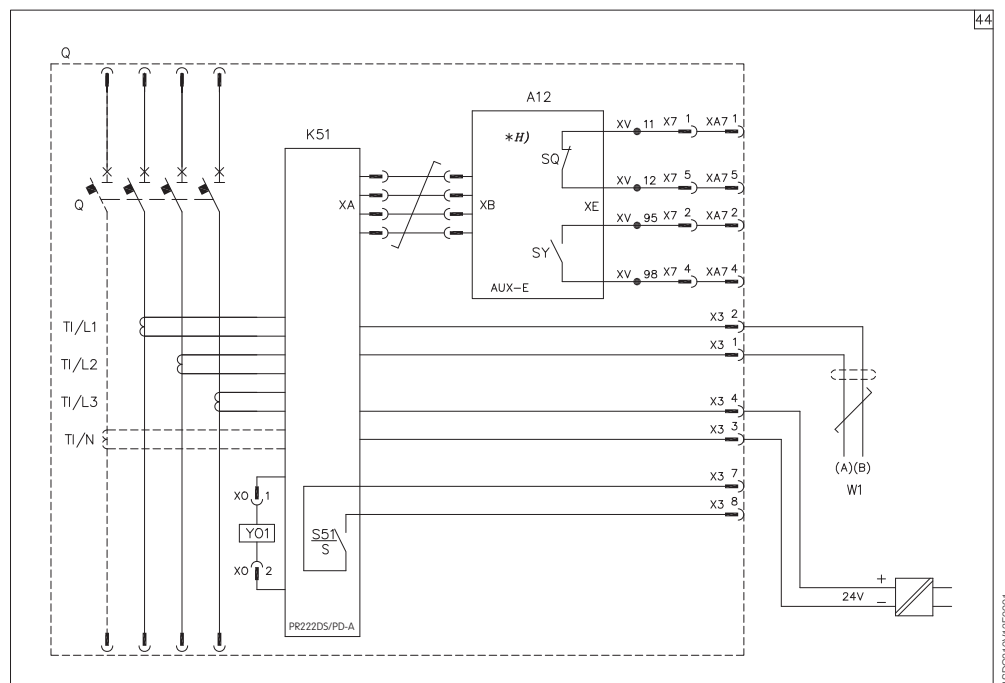 44
Q
A12
*H)
K51
XV 11 X7 1 XA7 1
SQ
XA
XB
XV 12 X7 5 XA7 5
XE
Q
XV 95 X7 2 XA7 2
SY
XV 98 X7 4 XA7 4
AUX-E
TI/L1
X3 2
X3 1
TI/L2
TI/L3
X3 4
TI/N
X3 3
(A)(B)
W1
X3 7
X0 1
X3 8
Y01
S51
S
X0 2
+
24V
−
PR222DS/PD-A